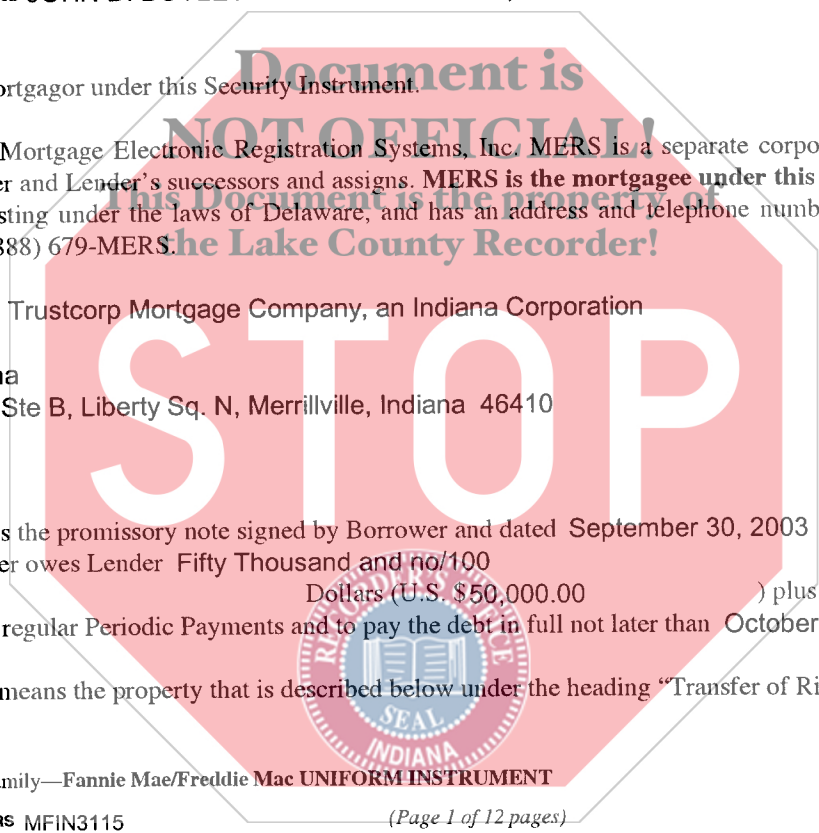 Document is
ortgagor under this Security Instrument.
NOT OFFICIAL!
Mortgage Electronic Registration Systems, Inc. MERS is a separate corpo
er and Lender's successors and assigns. MERS is the mortgagee under this
This Document is the property of
sting under the laws of Delaware, and has an address and telephone numb
388) 679-MERS.
the Lake County Recorder!
Trustcorp Mortgage Company, an Indiana Corporation
na
Ste B, Liberty Sq. N, Merrillville, Indiana 46410
STOP
s the promissory note signed by Borrower and dated September 30, 2003
er owes Lender Fifty Thousand and no/100
Dollars (U.S. $50,000.00 ) plus
regular Periodic Payments and to pay the debt in full not later than October
RECORDER'S OFFICE
means the property that is described below under the heading “Transfer of Ri
SEAL
INDIANA
mily—Fannie Mae/Freddie Mac UNIFORM INSTRUMENT
rs MFIN3115 (Page 1 of 12 pages)